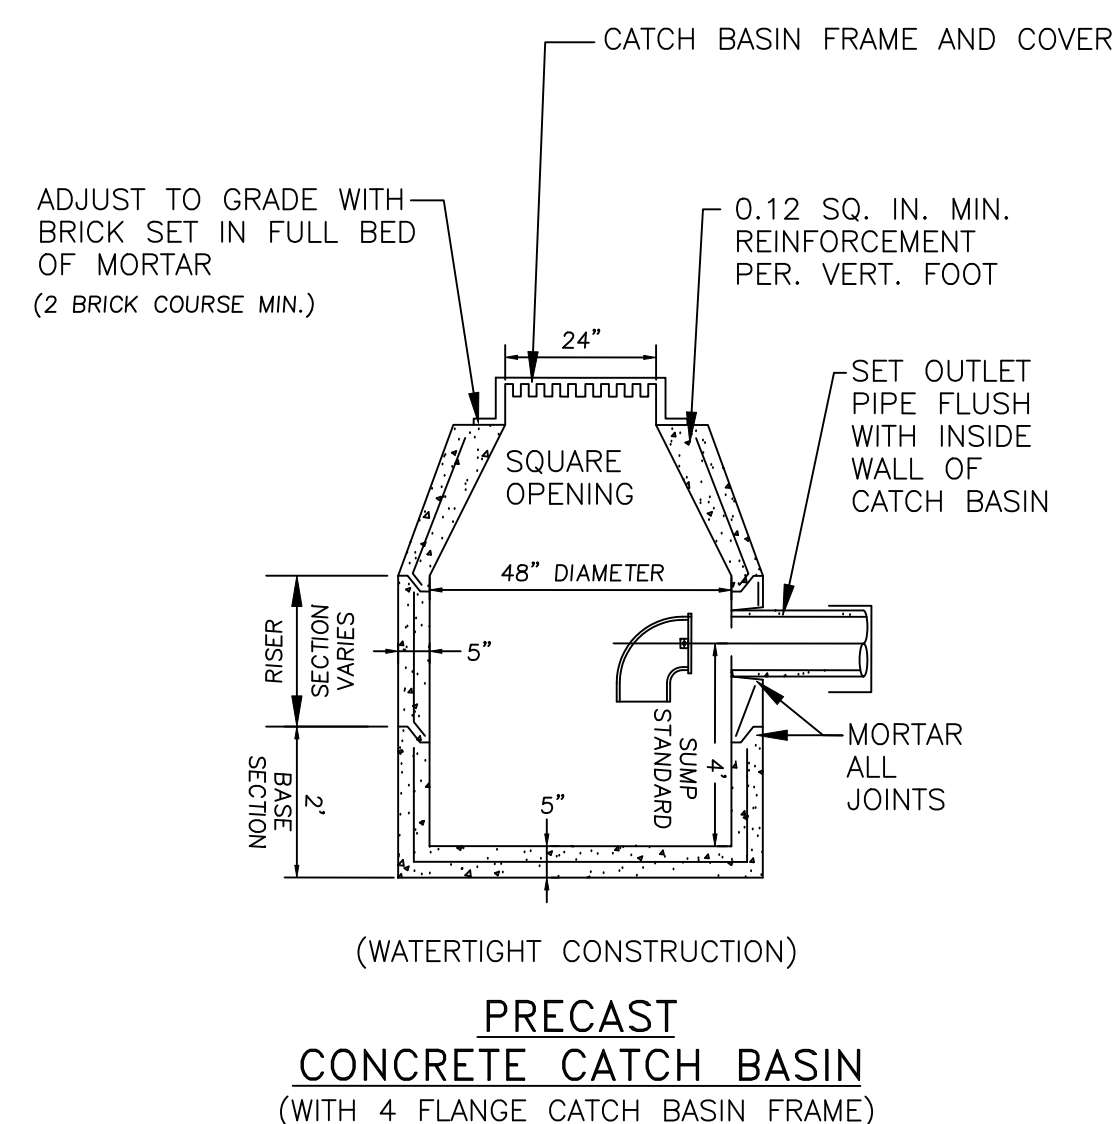 CATCH BASIN FRAME AND COVER
ADJUST TO GRADE WITH
BRICK SET IN FULL BED
OF MORTAR
(2 BRICK COURSE MIN.)
0.12 SQ. IN. MIN.
REINFORCEMENT
PER. VERT. FOOT
24"
SET OUTLET
PIPE FLUSH
WITH INSIDE
WALL OF
CATCH BASIN
SQUARE
OPENING
48" DIAMETER
RISER
SECTION
VARIES
5"
4'
SUMP
STANDARD
MORTAR
ALL
JOINTS
2'
BASE
SECTION
5"
(WATERTIGHT CONSTRUCTION)
PRECAST
CONCRETE CATCH BASIN
(WITH 4 FLANGE CATCH BASIN FRAME)